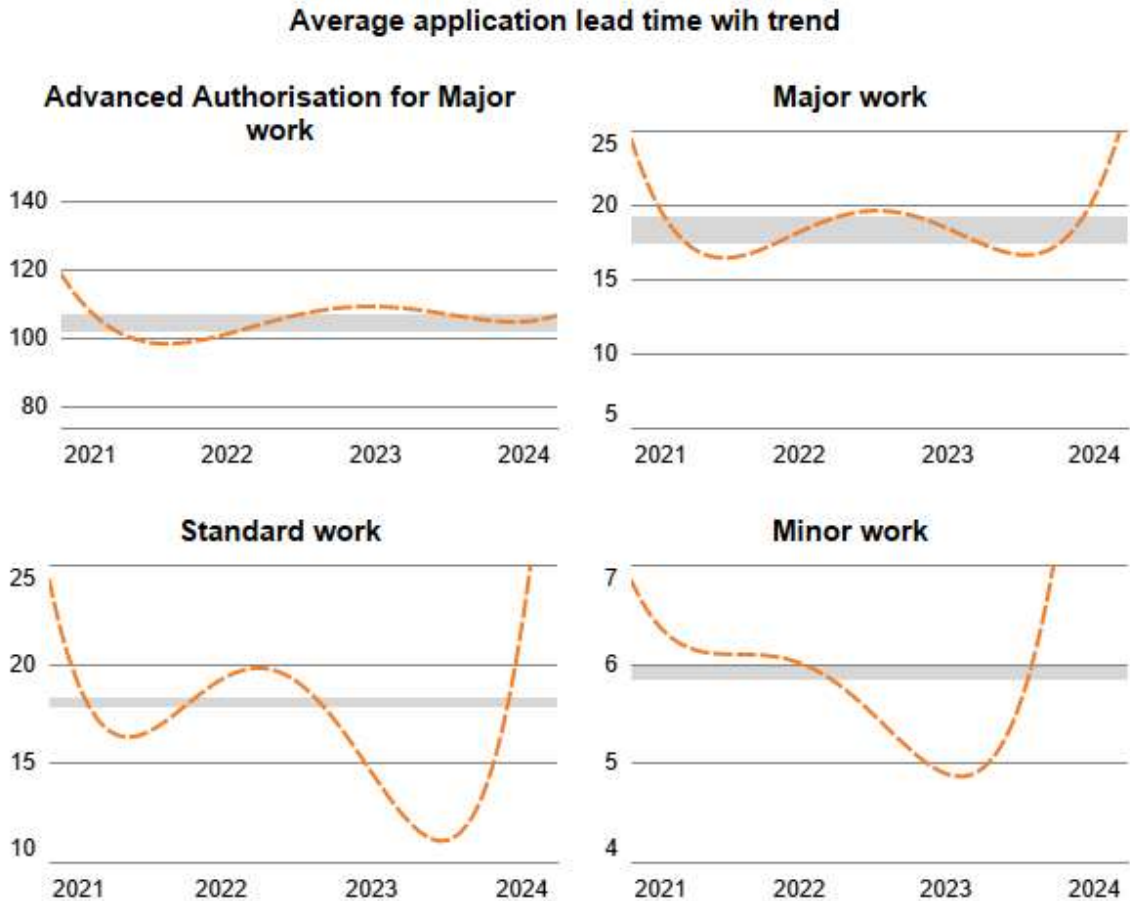 Average application lead time wih trend
Advanced Authorisation for Major
work
140
120
100
80
2021 2022 2023 2024
Major work
25
20
15
10
5
2021 2022 2023 2024
Standard work
25
20
15
10
2021 2022 2023 2024
Minor work
7
6
5
4
2021 2022 2023 2024